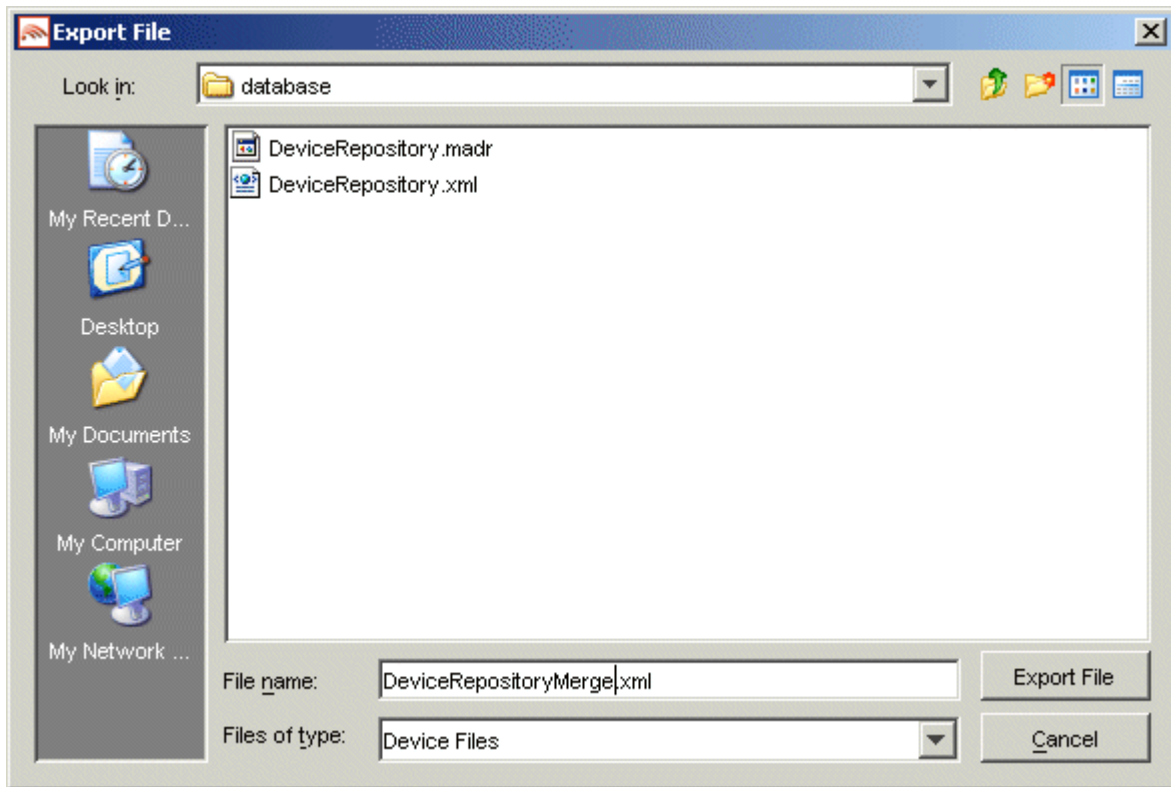 Export File
Look in:
database
DeviceRepository.madr
DeviceRepository.xml
My Recent D...
Desktop
My Documents
My Computer
My Network ...
File name:
DeviceRepositoryMerge.xml
Export File
Files of type:
Device Files
Cancel